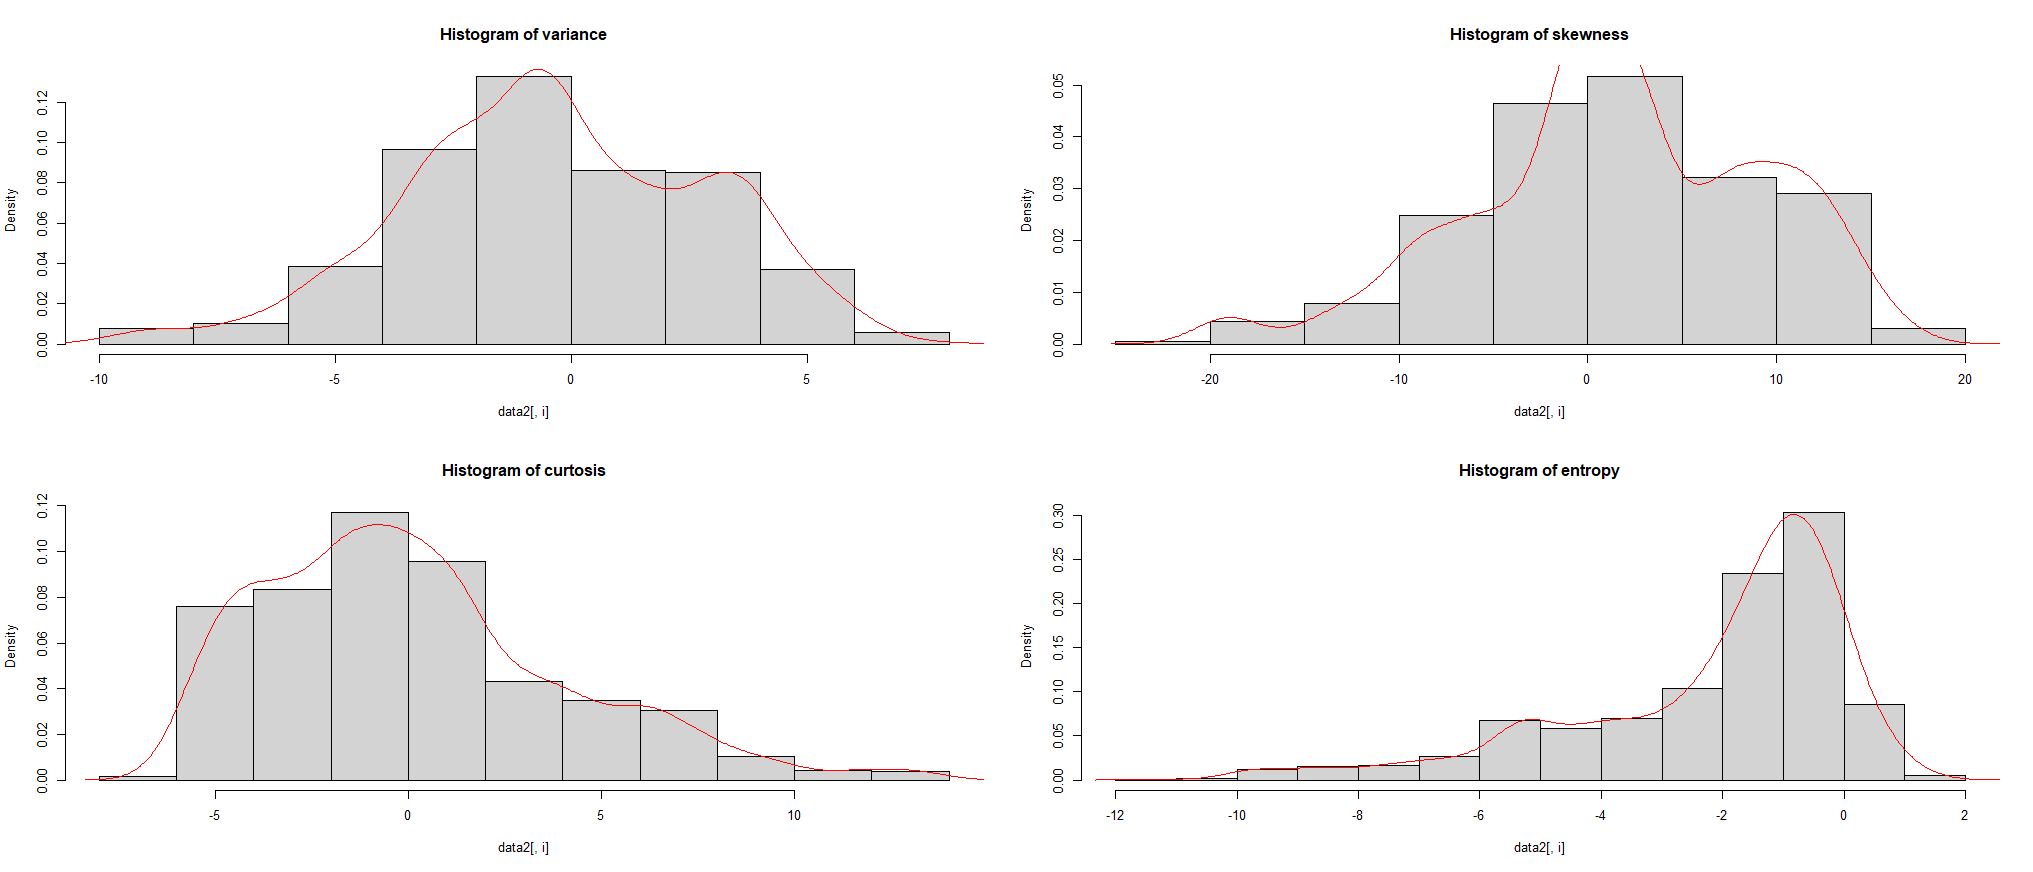 Histogram of variance
Density
0.00 0.02 0.04 0.06 0.08 0.10 0.12
-10 -5 0 5
data2[, i]
Histogram of skewness
Density
0.00 0.01 0.02 0.03 0.04 0.05
-20 -10 0 10 20
data2[, i]
Histogram of curtosis
Density
0.00 0.02 0.04 0.06 0.08 0.10 0.12
-5 0 5 10
data2[, i]
Histogram of entropy
Density
0.00 0.05 0.10 0.15 0.20 0.25 0.30
-12 -10 -8 -6 -4 -2 0 2
data2[, i]